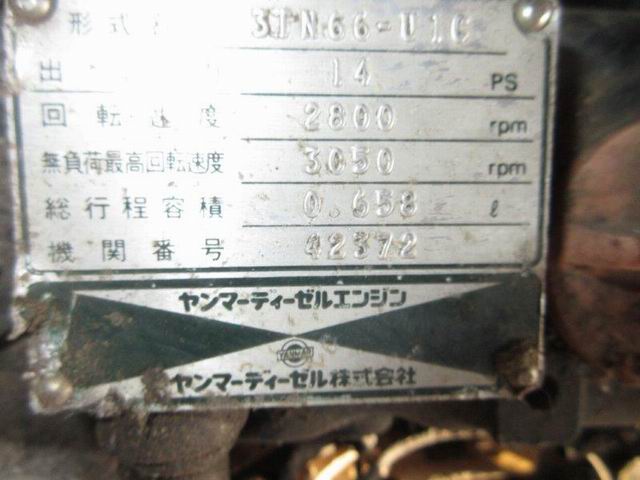 形式 3TN66-U1C
出 14 PS
回転速度 2800 rpm
無負荷最高回転速度 3050 rpm
総行程容積 0.658 ℓ
機関番号 42372
ヤンマーディーゼルエンジン
YANMAR
ヤンマーディーゼル株式会社